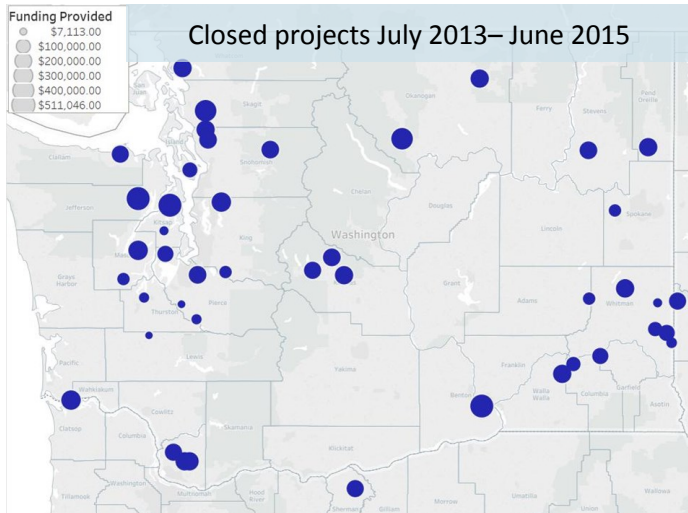 Closed projects July 2013– June 2015
Funding Provided
$7,113.00
$100,000.00
$200,000.00
$300,000.00
$400,000.00
$511,046.00
San
Juan
Skagit
Okanogan
Ferry
Stevens
Pend
Oreille
Island
Clallam
Snohomish
Chelan
Jefferson
Douglas
Kitsap
Spokane
Lincoln
Washington
King
Mason
Grays
Harbor
Grant
Adams
Whitman
Pierce
Thurston
Lewis
Pacific
Yakima
Franklin
Garfield
Wahkiakum
Benton
Walla
Walla
Columbia
Asotin
Cowlitz
Skamania
Clatsop
Columbia
Klickitat
Washington
Multnomah
Hood
River
Tillamook
Sherman
Gilliam
Morrow
Umatilla
Union
Wallowa